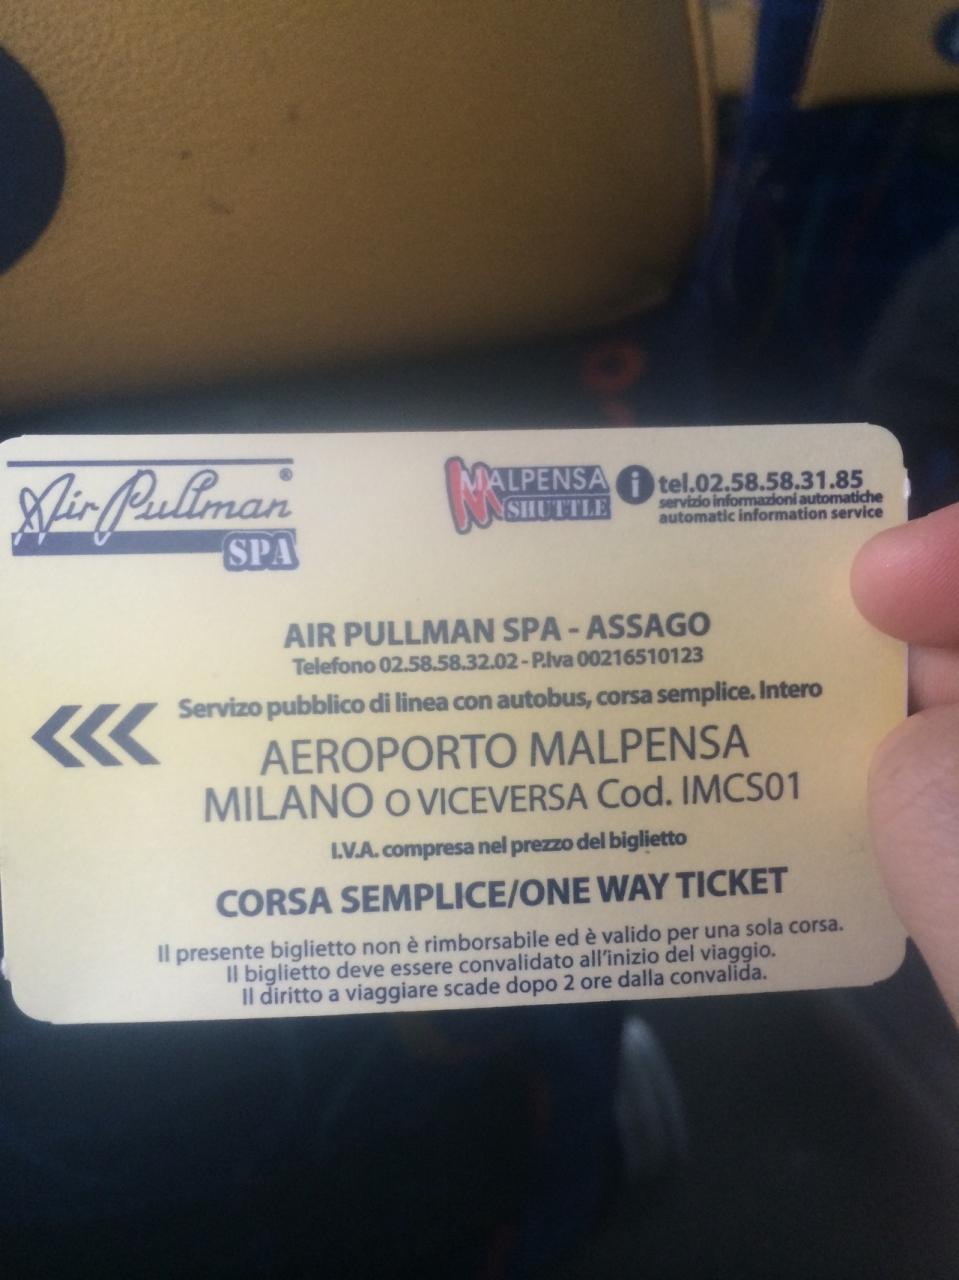 Air Pullman ®
SPA
MALPENSA
SHUTTLE
i tel.02.58.58.31.85
servizio informazioni automatiche
automatic information service
AIR PULLMAN SPA - ASSAGO
Telefono 02.58.58.32.02 - P.Iva 00216510123
Servizo pubblico di linea con autobus, corsa semplice. Intero
AEROPORTO MALPENSA
MILANO O VICEVERSA Cod. IMCS01
I.V.A. compresa nel prezzo del biglietto
CORSA SEMPLICE/ONE WAY TICKET
Il presente biglietto non è rimborsabile ed è valido per una sola corsa.
Il biglietto deve essere convalidato all'inizio del viaggio.
Il diritto a viaggiare scade dopo 2 ore dalla convalida.